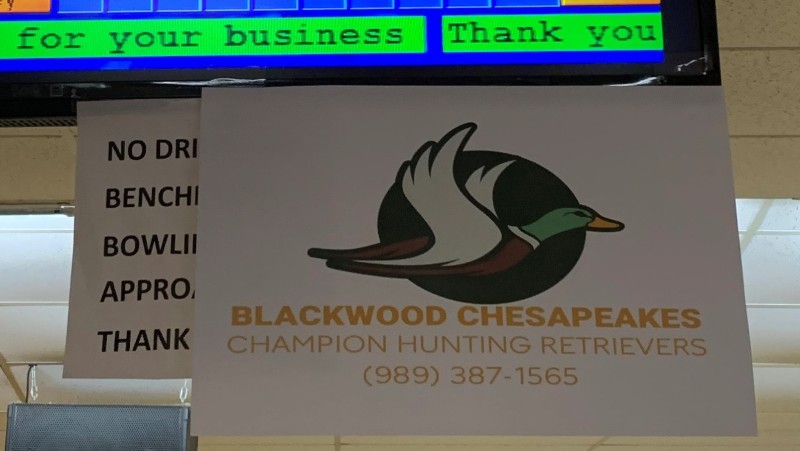 for your business Thank you
NO DRI
BENCH
BOWLI
APPRO
THANK
BLACKWOOD CHESAPEAKES
CHAMPION HUNTING RETRIEVERS
(989) 387-1565